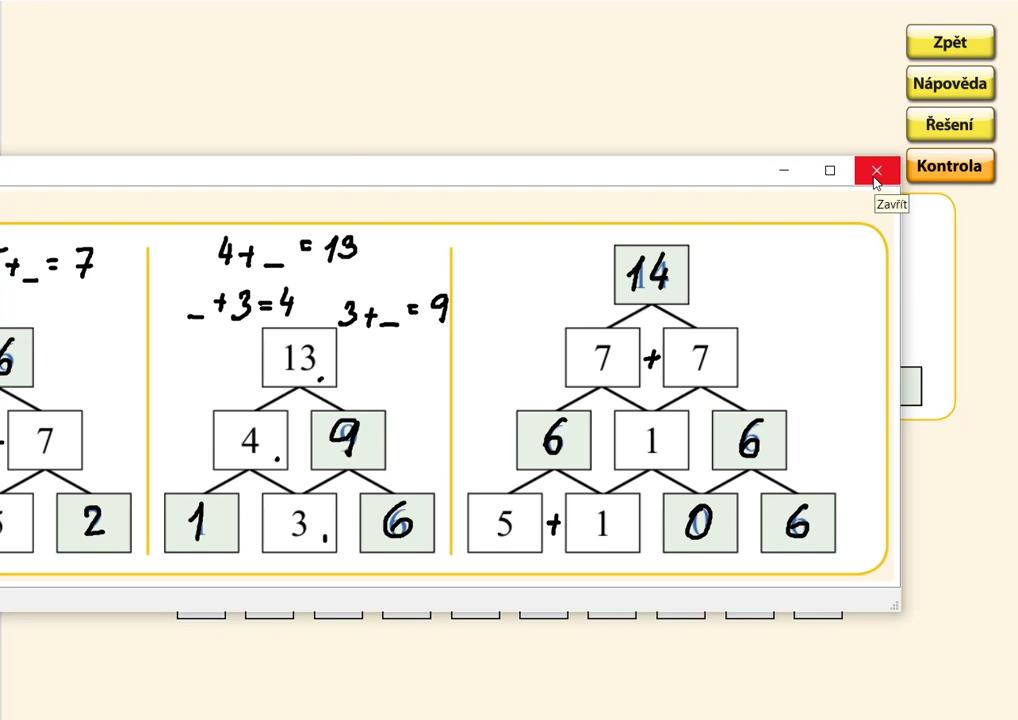 Zpět
Nápověda
Řešení
Kontrola
Zavřít
+_ = 7
6
7
2
4+_ = 13
_+3=4
3+_=9
13.
4. 9
1 3. 6
14
7 + 7
6 1 6
5 + 1 0 6